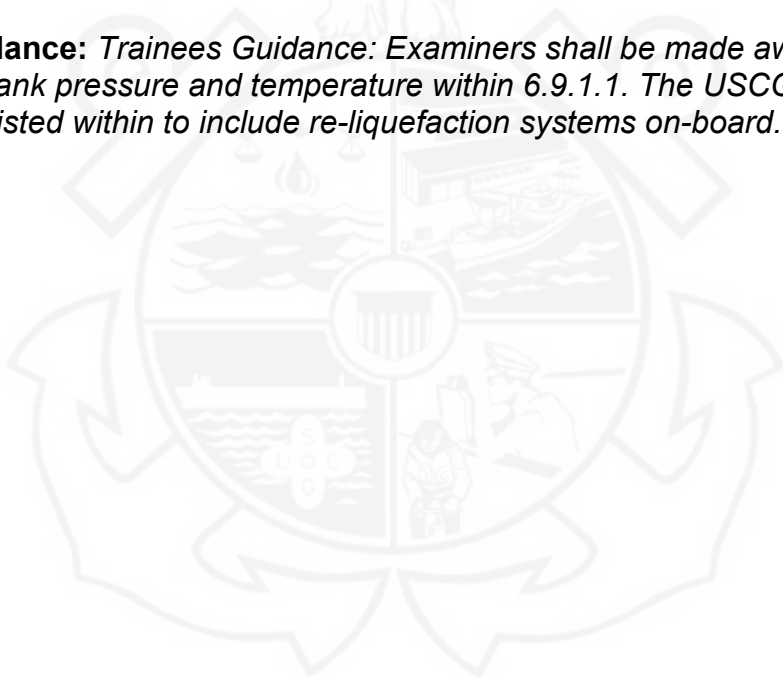 dance: Trainees Guidance: Examiners shall be made av
ank pressure and temperature within 6.9.1.1. The USCG
isted within to include re-liquefaction systems on-board.
S
U O C
G